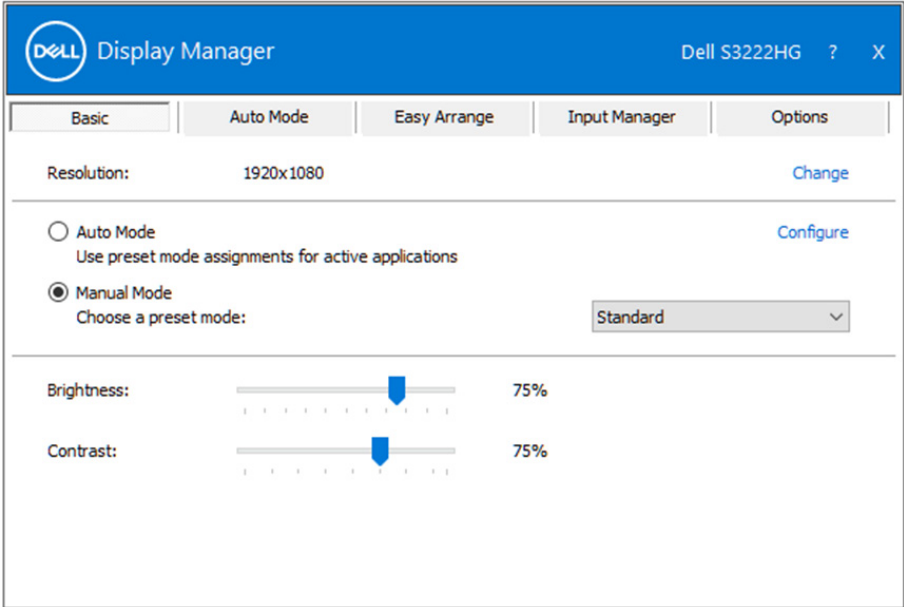 DELL Display Manager Dell S3222HG ? X
Basic Auto Mode Easy Arrange Input Manager Options
Resolution: 1920x1080 Change
Auto Mode Configure
Use preset mode assignments for active applications
Manual Mode
Choose a preset mode: Standard
Brightness: 75%
Contrast: 75%